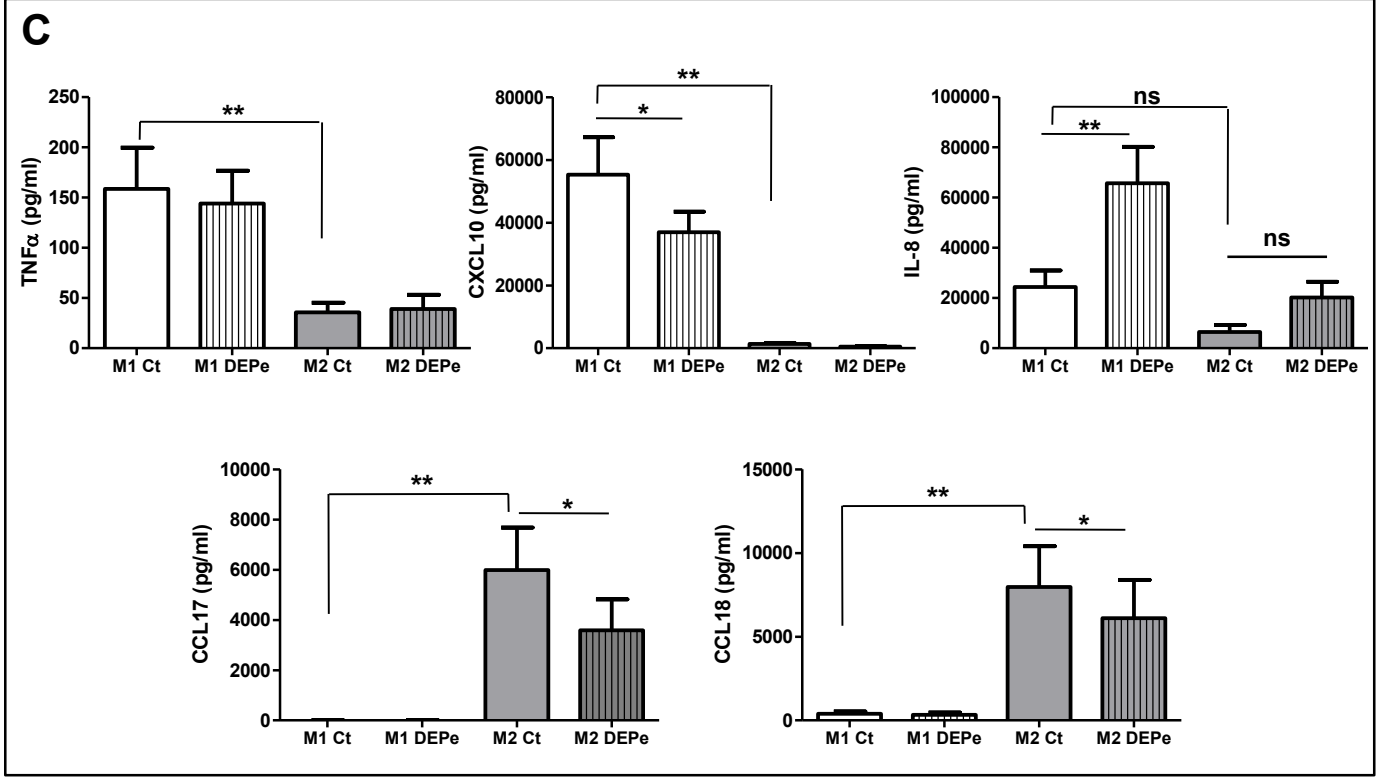 C
TNFα (pg/ml)
250
200
150
100
50
0
**
M1 Ct M1 DEPe M2 Ct M2 DEPe
CXCL10 (pg/ml)
80000
60000
40000
20000
0
**
*
M1 Ct M1 DEPe M2 Ct M2 DEPe
IL-8 (pg/ml)
100000
80000
60000
40000
20000
0
ns
**
ns
M1 Ct M1 DEPe M2 Ct M2 DEPe
CCL17 (pg/ml)
10000
8000
6000
4000
2000
0
**
*
M1 Ct M1 DEPe M2 Ct M2 DEPe
CCL18 (pg/ml)
15000
10000
5000
0
**
*
M1 Ct M1 DEPe M2 Ct M2 DEPe